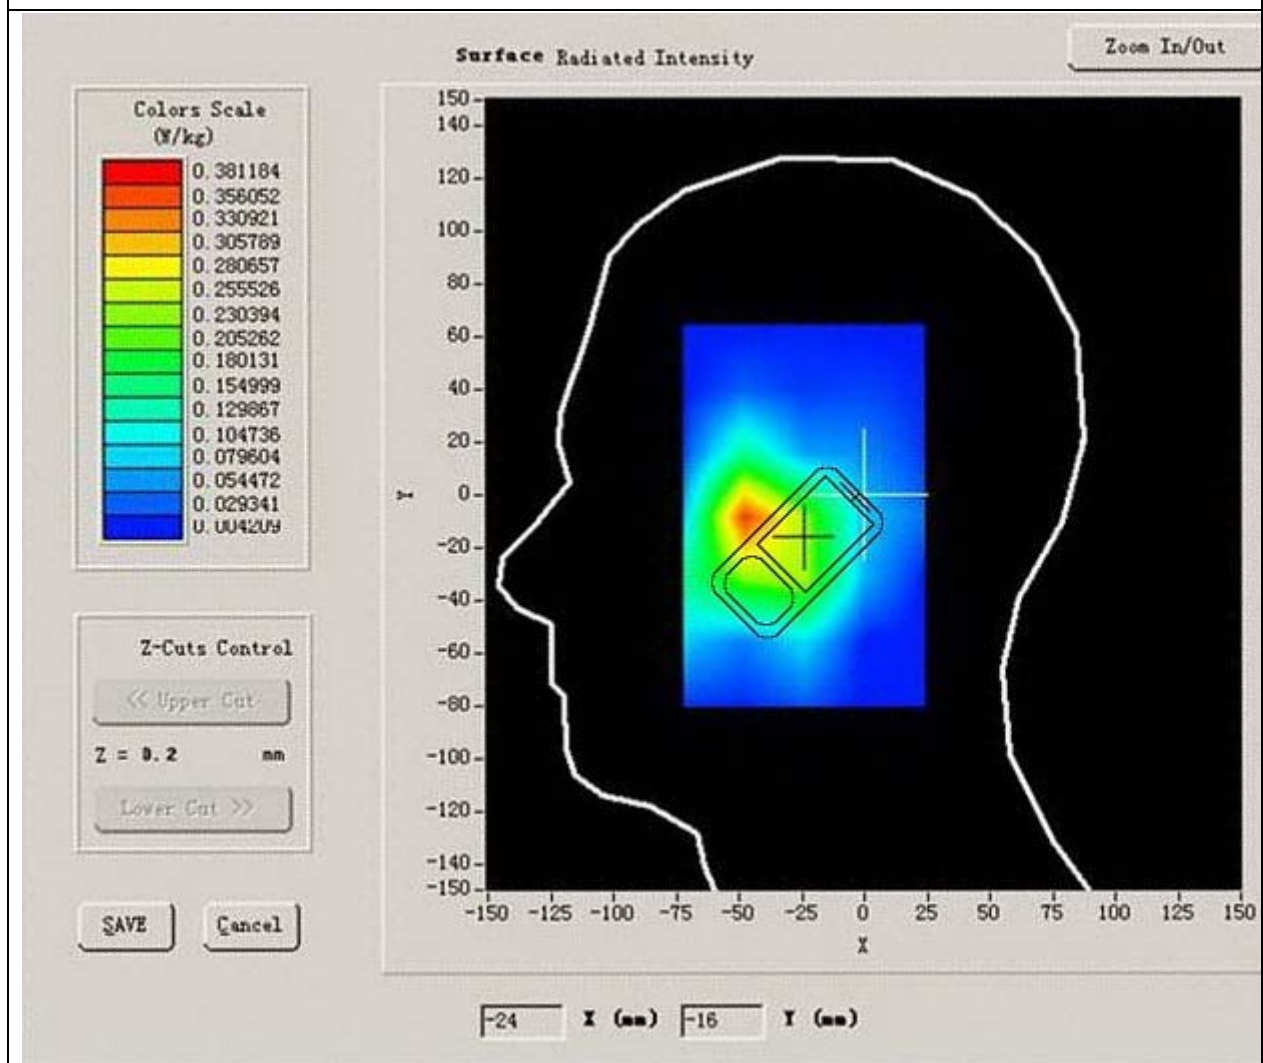 Surface Radiated Intensity
Zoom In/Out
Colors Scale
(W/kg)
0.381184
0.356052
0.330921
0.305789
0.280657
0.255526
0.230394
0.205262
0.180131
0.154999
0.129867
0.104736
0.079604
0.054472
0.029341
0.004209
Z-Cuts Control
<< Upper Cut
Z = 0.2 mm
Lower Cut >>
SAVE Cancel
150
140
120
100
80
60
40
20
0
-20
-40
-60
-80
-100
-120
-140
-150
Y
-150 -125 -100 -75 -50 -25 0 25 50 75 100 125 150
X
-24 X (mm) -16 Y (mm)